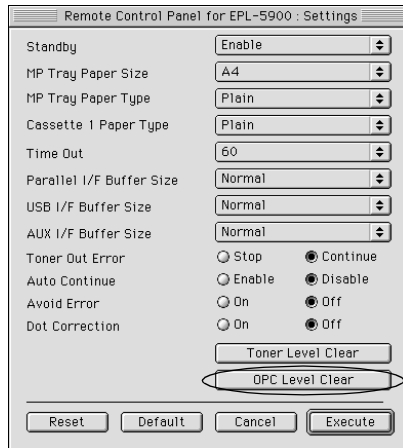 Remote Control Panel for EPL-5900 : Settings
Standby Enable
MP Tray Paper Size A4
MP Tray Paper Type Plain
Cassette 1 Paper Type Plain
Time Out 60
Parallel I/F Buffer Size Normal
USB I/F Buffer Size Normal
AUX I/F Buffer Size Normal
Toner Out Error Stop Continue
Auto Continue Enable Disable
Avoid Error On Off
Dot Correction On Off
Toner Level Clear
OPC Level Clear
Reset Default Cancel Execute